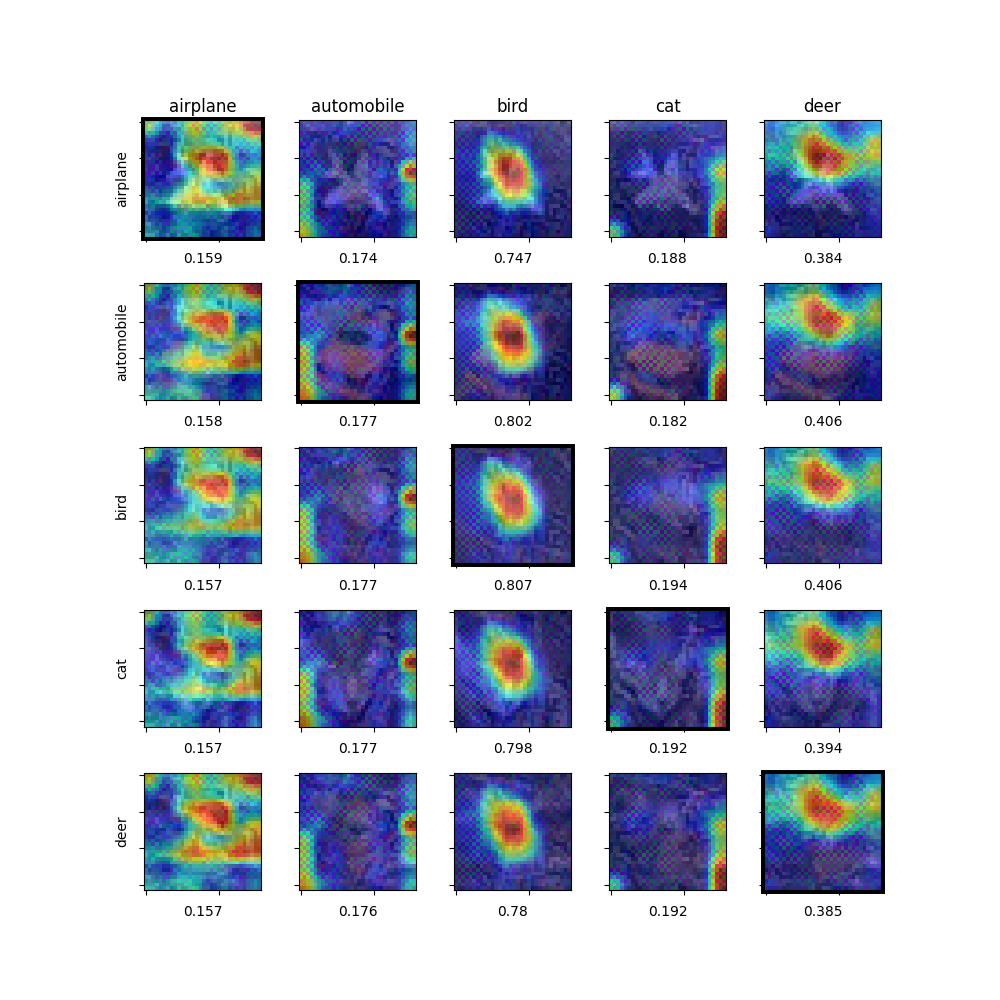 airplane automobile bird cat deer
airplane
0.159 0.174 0.747 0.188 0.384
automobile
0.158 0.177 0.802 0.182 0.406
bird
0.157 0.177 0.807 0.194 0.406
cat
0.157 0.177 0.798 0.192 0.394
deer
0.157 0.176 0.78 0.192 0.385